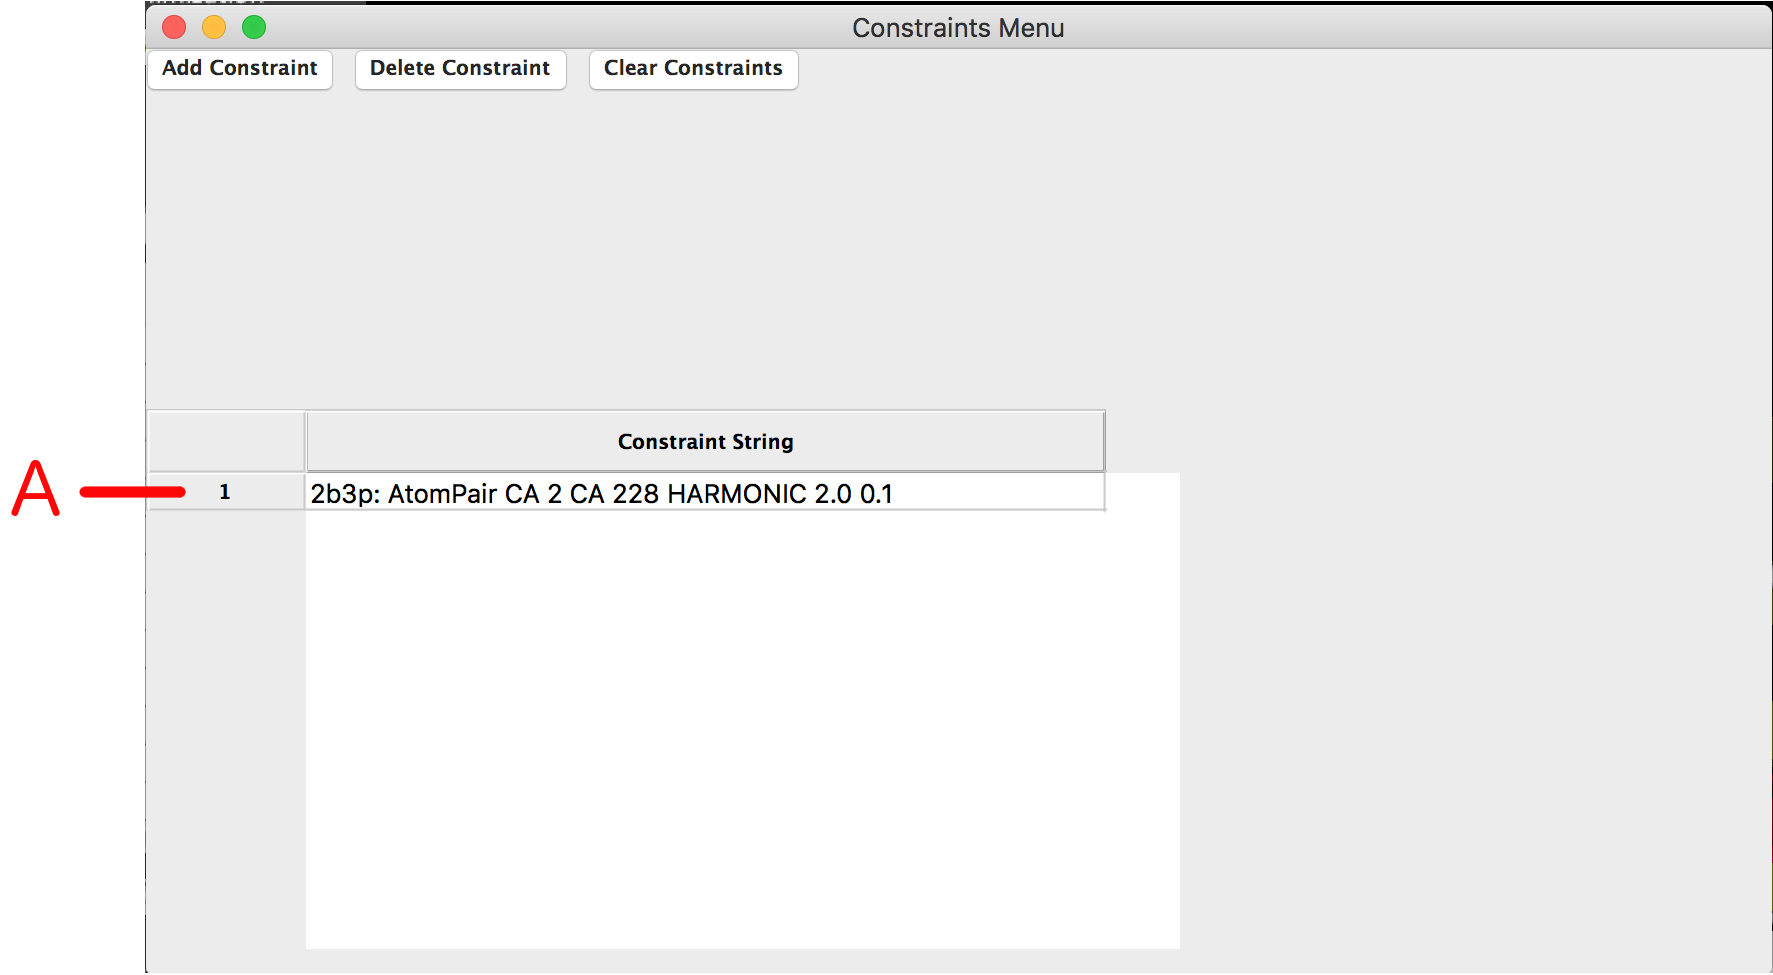 Constraints Menu
Add Constraint Delete Constraint Clear Constraints
Constraint String
A 1 2b3p: AtomPair CA 2 CA 228 HARMONIC 2.0 0.1